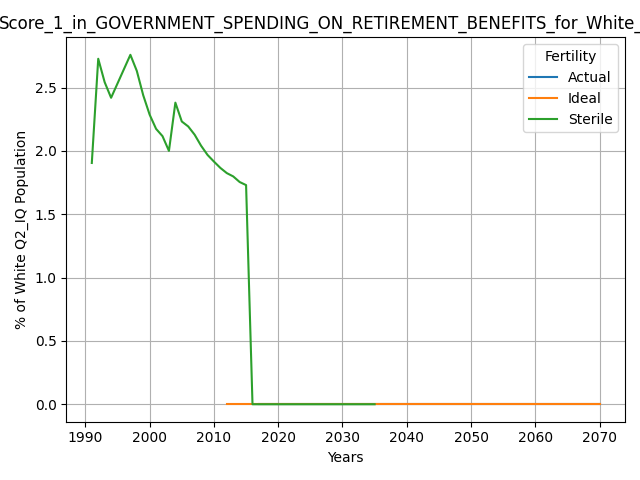 Score_1_in_GOVERNMENT_SPENDING_ON_RETIREMENT_BENEFITS_for_White_
Fertility
Actual
Ideal
Sterile
% of White Q2_IQ Population
2.5
2.0
1.5
1.0
0.5
0.0
1990 2000 2010 2020 2030 2040 2050 2060 2070
Years